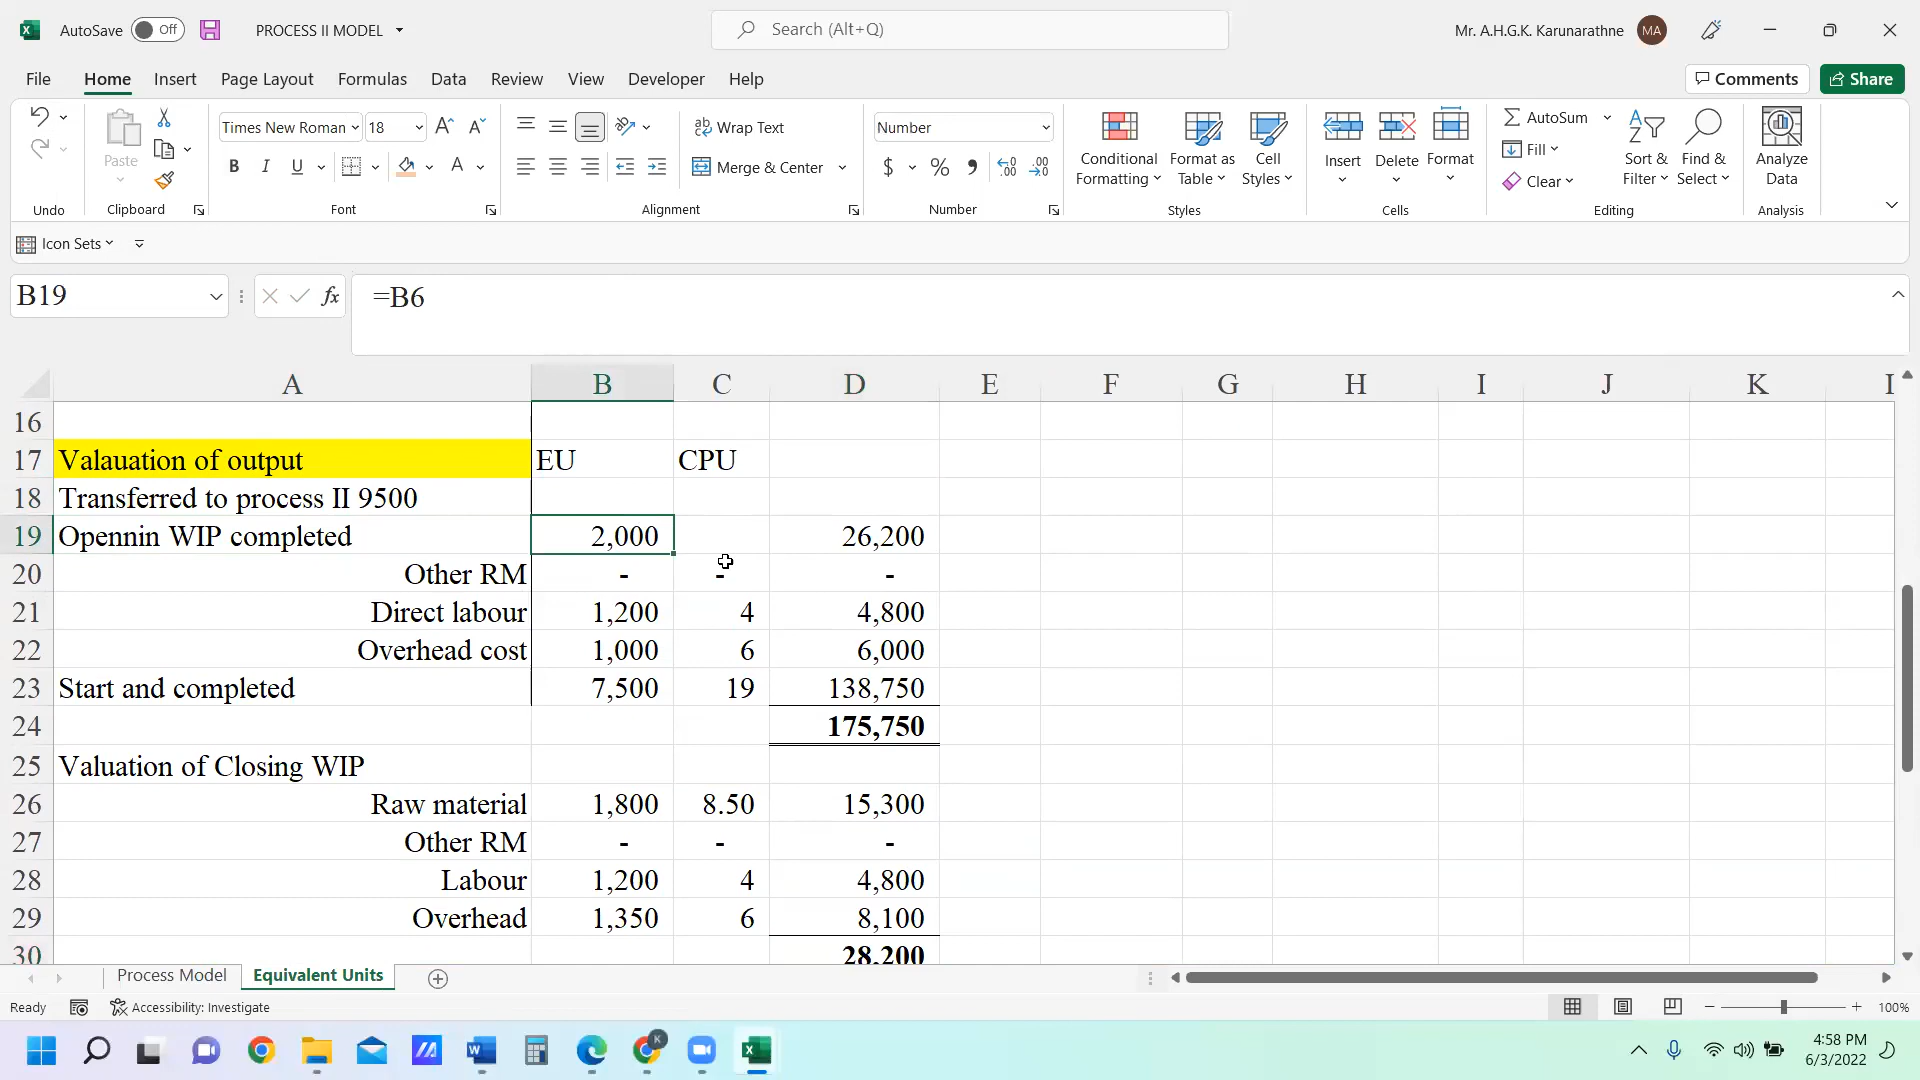 AutoSave Off PROCESS II MODEL Search (Alt+Q) Mr. A.H.G.K. Karunarathne MA
File Home Insert Page Layout Formulas Data Review View Developer Help Comments Share
Paste Times New Roman 18 Wrap Text Number Conditional Formatting Format as Table Cell Styles Insert Delete Format AutoSum Sort & Filter Find & Select Analyze Data
B I U A Merge & Center $ % Fill
Clear
Undo Clipboard Font Alignment Number Styles Cells Editing Analysis
Icon Sets
B19 fx =B6
A B C D E F G H I J K
16
17 Valauation of output EU CPU
18 Transferred to process II 9500
19 Opennin WIP completed 2,000 26,200
20 Other RM - - -
21 Direct labour 1,200 4 4,800
22 Overhead cost 1,000 6 6,000
23 Start and completed 7,500 19 138,750
24 175,750
25 Valuation of Closing WIP
26 Raw material 1,800 8.50 15,300
27 Other RM - - -
28 Labour 1,200 4 4,800
29 Overhead 1,350 6 8,100
30 28,200
Process Model Equivalent Units
Ready Accessibility: Investigate 100%
4:58 PM
6/3/2022